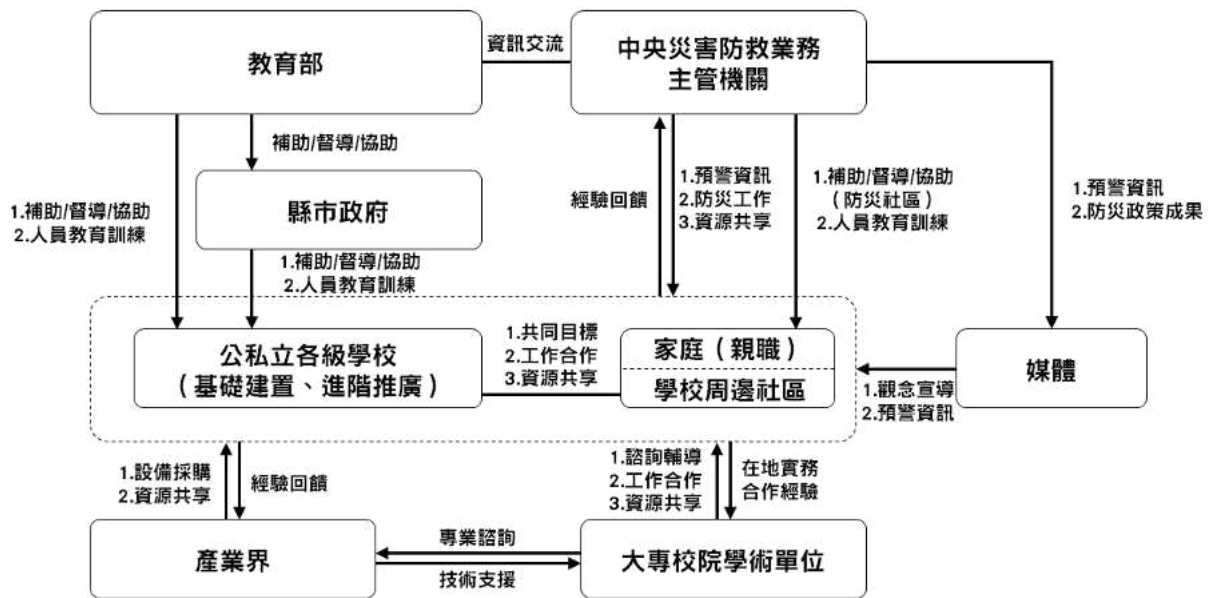 教育部
資訊交流
中央災害防救業務
主管機關
補助/督導/協助
縣市政府
1.補助/督導/協助
2.人員教育訓練
1.補助/督導/協助
2.人員教育訓練
經驗回饋
1.預警資訊
2.防災工作
3.資源共享
1.補助/督導/協助
(防災社區)
2.人員教育訓練
1.預警資訊
2.防災政策成果
公私立各級學校
(基礎建置、進階推廣)
1.共同目標
2.工作合作
3.資源共享
家庭(親職)
學校周邊社區
1.觀念宣導
2.預警資訊
媒體
1.設備採購
2.資源共享
經驗回饋
1.諮詢輔導
2.工作合作
3.資源共享
在地實務
合作經驗
產業界
專業諮詢
技術支援
大專校院學術單位